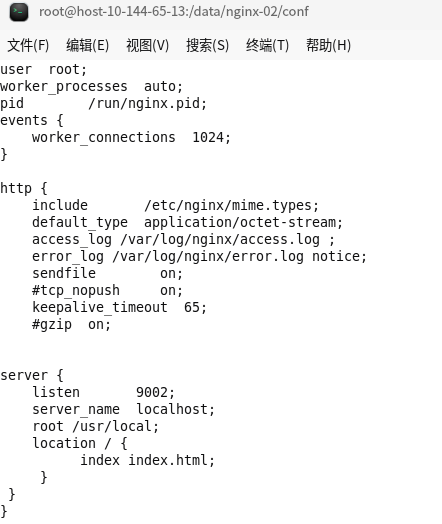 root@host-10-144-65-13:/data/nginx-02/conf
文件(F) 编辑(E) 视图(V) 搜索(S) 终端(T) 帮助(H)
user  root;
worker_processes  auto;
pid        /run/nginx.pid;
events {
    worker_connections  1024;
}

http {
    include       /etc/nginx/mime.types;
    default_type  application/octet-stream;
    access_log /var/log/nginx/access.log ;
    error_log /var/log/nginx/error.log notice;
    sendfile        on;
    #tcp_nopush     on;
    keepalive_timeout  65;
    #gzip  on;


server {
    listen       9002;
    server_name  localhost;
    root /usr/local;
    location / {
          index index.html;
     }
 }
}